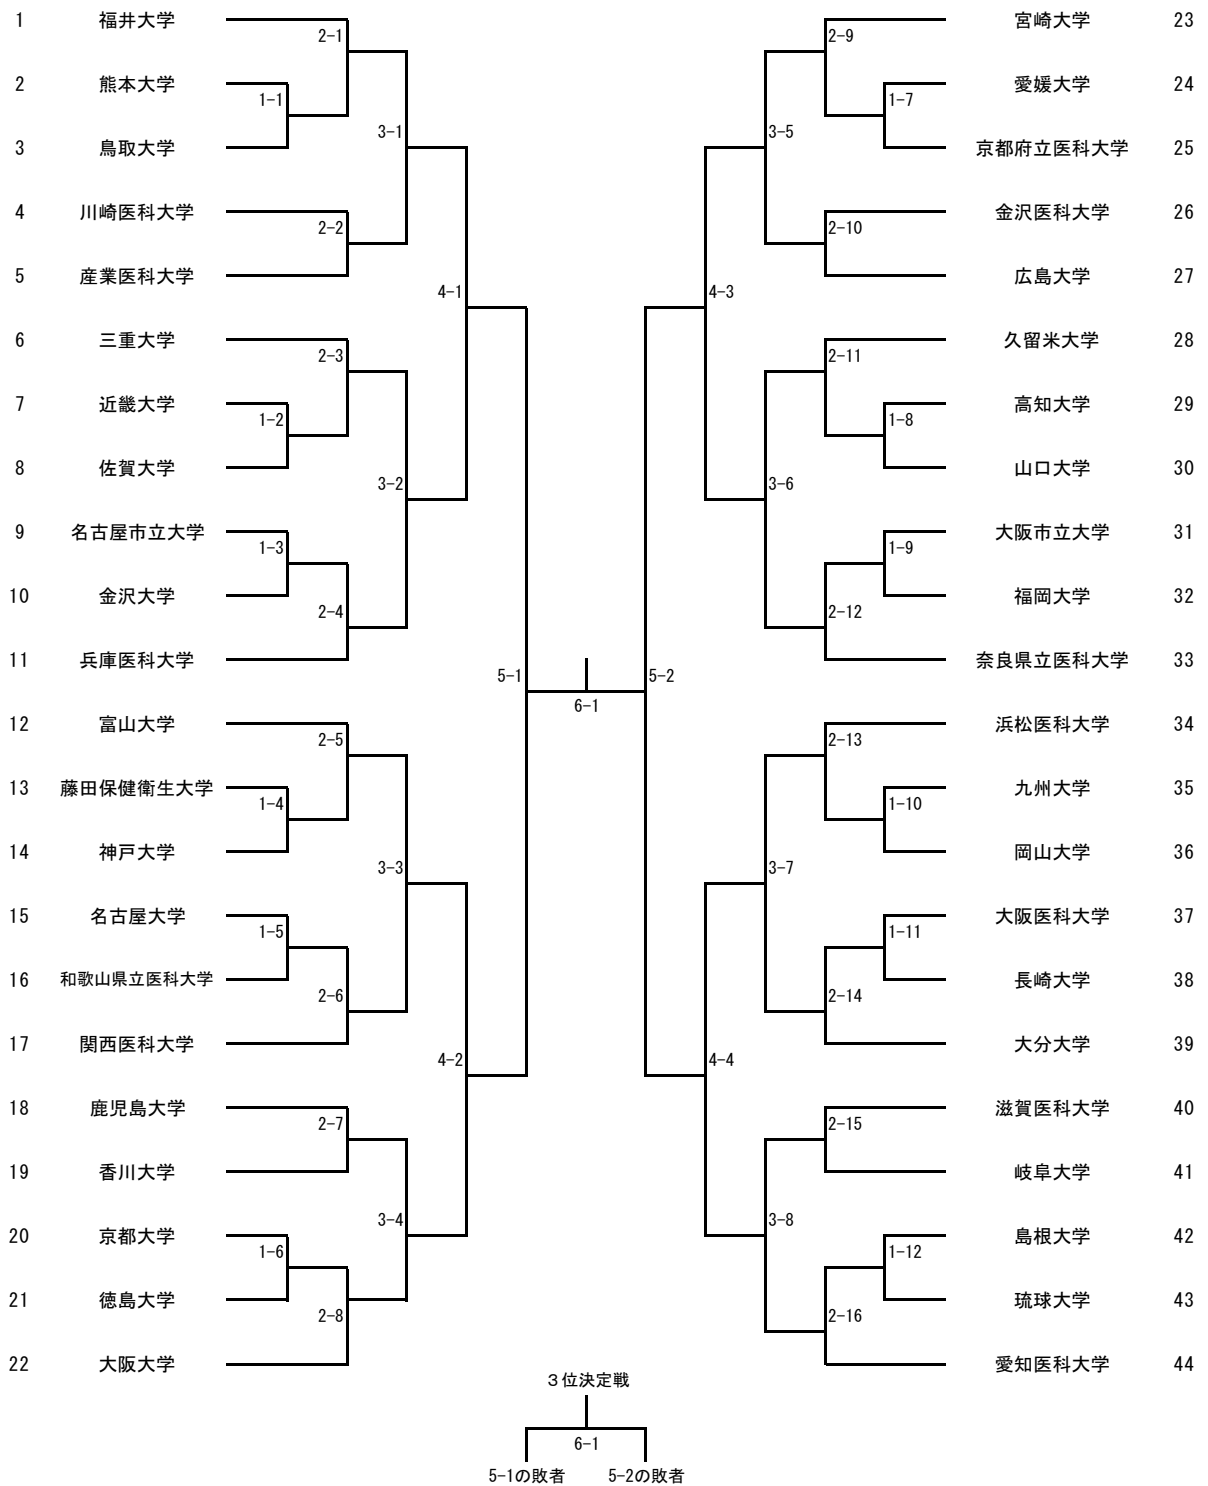 1 福井大学 2-1 2-9 宮崎大学 23
2 熊本大学 1-1 1-7 愛媛大学 24
3-1 3-5
3 鳥取大学 京都府立医科大学 25
4 川崎医科大学 2-2 2-10 金沢医科大学 26
5 産業医科大学 広島大学 27
4-1 4-3
6 三重大学 2-3 2-11 久留米大学 28
7 近畿大学 1-2 1-8 高知大学 29
8 佐賀大学 山口大学 30
3-2 3-6
9 名古屋市立大学 1-3 1-9 大阪市立大学 31
10 金沢大学 2-4 2-12 福岡大学 32
11 兵庫医科大学 奈良県立医科大学 33
5-1 5-2
6-1
12 富山大学 2-5 2-13 浜松医科大学 34
13 藤田保健衛生大学 1-4 1-10 九州大学 35
14 神戸大学 岡山大学 36
3-3 3-7
15 名古屋大学 1-5 1-11 大阪医科大学 37
16 和歌山県立医科大学 2-6 2-14 長崎大学 38
17 関西医科大学 大分大学 39
4-2 4-4
18 鹿児島大学 2-7 2-15 滋賀医科大学 40
19 香川大学 岐阜大学 41
3-4 3-8
20 京都大学 1-6 1-12 島根大学 42
21 徳島大学 2-8 2-16 琉球大学 43
22 大阪大学 愛知医科大学 44
３位決定戦
6-1
5-1の敗者 5-2の敗者